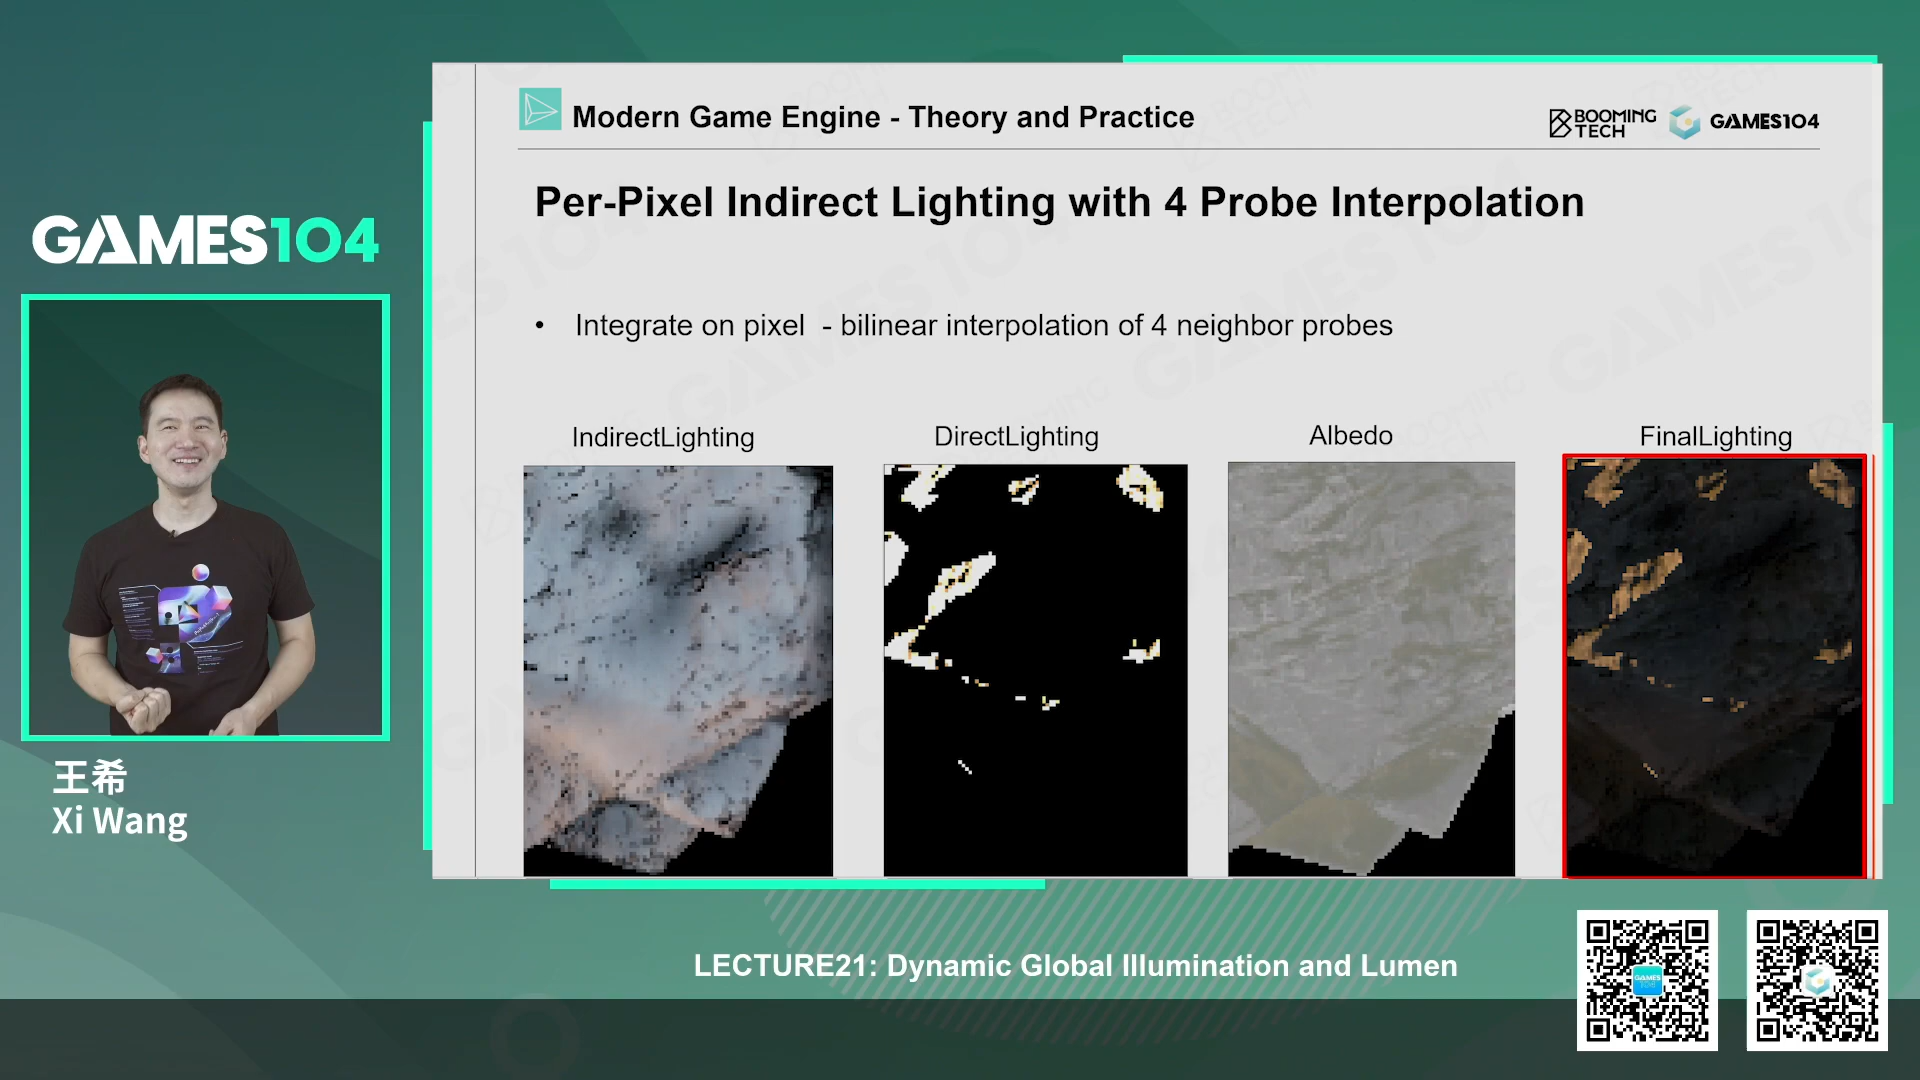 Modern Game Engine - Theory and Practice
BOOMING
TECH
GAMES104
Per-Pixel Indirect Lighting with 4 Probe Interpolation
• Integrate on pixel - bilinear interpolation of 4 neighbor probes
IndirectLighting
DirectLighting
Albedo
FinalLighting
GAMES104
王希
Xi Wang
LECTURE21: Dynamic Global Illumination and Lumen